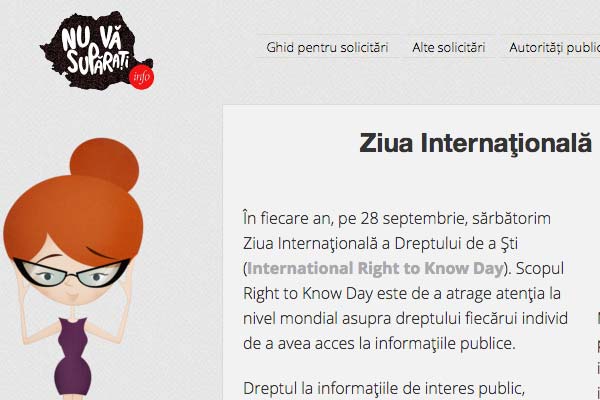 NU VĂ
SUPĂRAȚI
info
Ghid pentru solicitări Alte solicitări Autorități public
Ziua Internaţională
În fiecare an, pe 28 septembrie, sărbătorim
Ziua Internaţională a Dreptului de a Şti
(International Right to Know Day). Scopul
Right to Know Day este de a atrage atenţia la
nivel mondial asupra dreptului fiecărui individ
de a avea acces la informaţiile publice.
Dreptul la informaţiile de interes public,